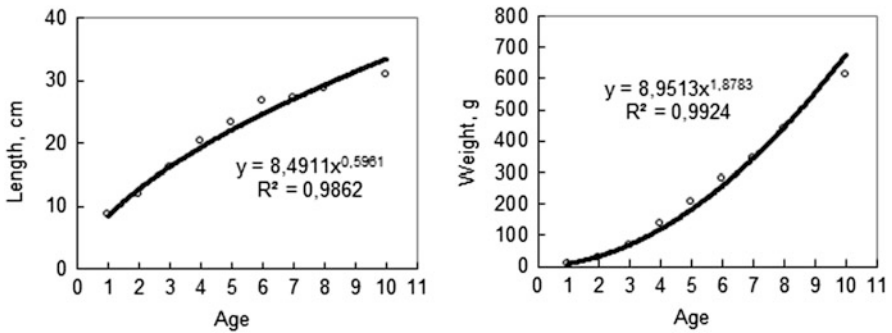 40
30
20
10
0
Length, cm
y = 8,4911x^0,5961
R² = 0,9862
0 1 2 3 4 5 6 7 8 9 10 11
Age
800
700
600
500
400
300
200
100
0
Weight, g
y = 8,9513x^1,8783
R² = 0,9924
0 1 2 3 4 5 6 7 8 9 10 11
Age